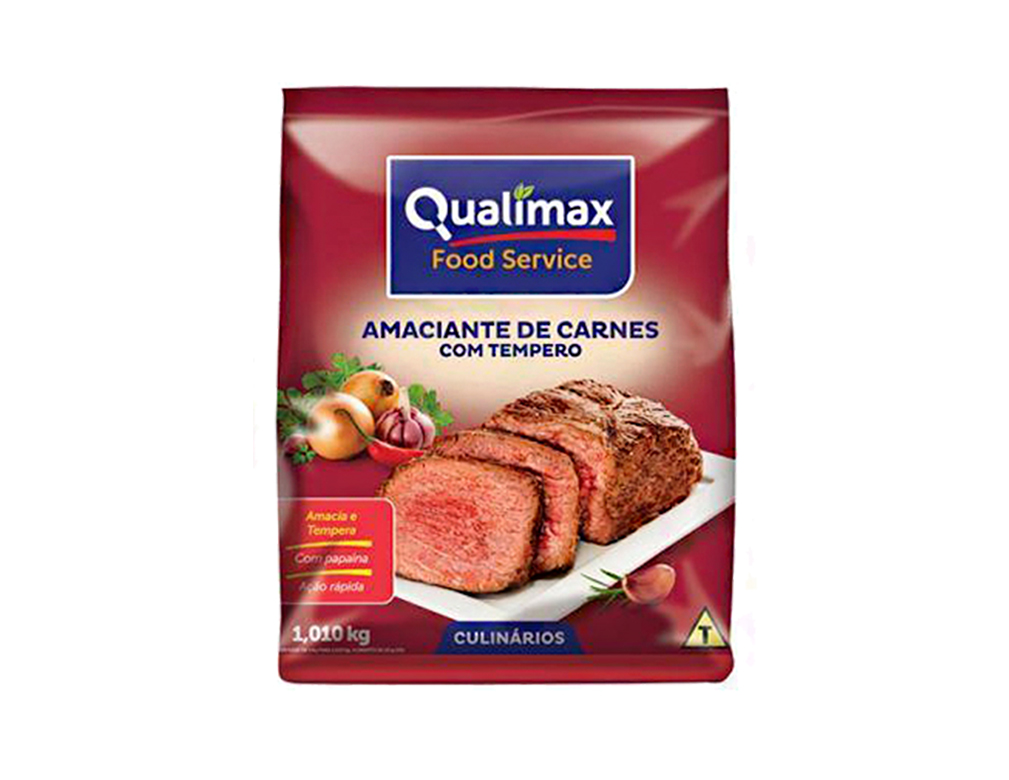 Qualimax
Food Service
AMACIANTE DE CARNES
COM TEMPERO
Amacia e
Tempera
Com papaína
Ação rápida
1,010 kg
CULINÁRIOS
T